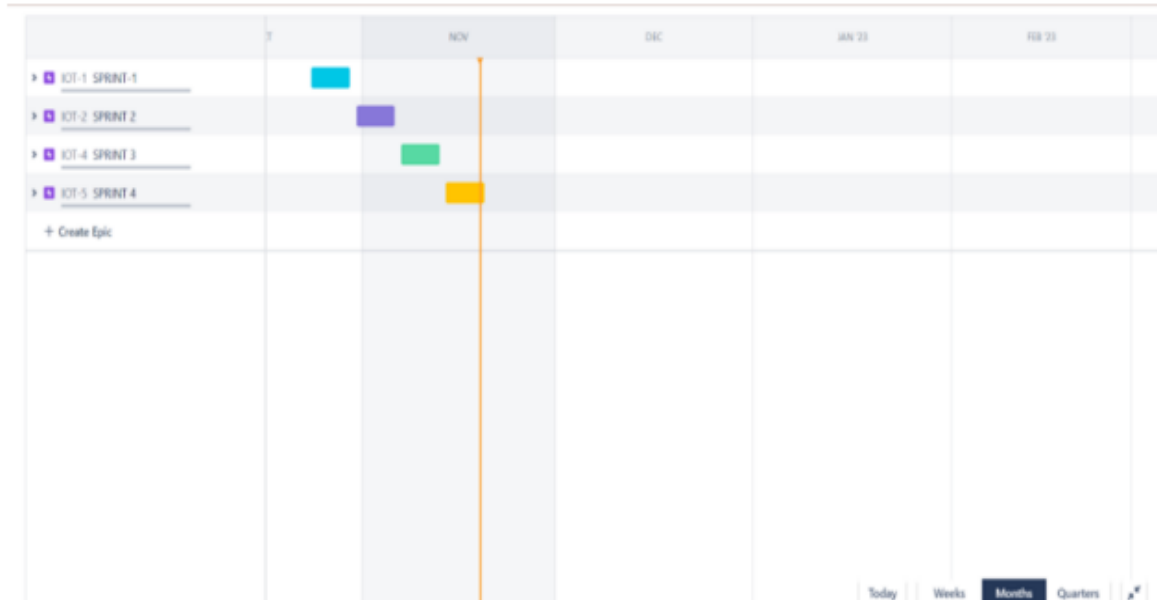 T NOV DEC JAN '23 FEB '23
IOT-1 SPRINT-1
IOT-2 SPRINT 2
IOT-4 SPRINT 3
IOT-5 SPRINT 4
+ Create Epic
Today Weeks Months Quarters